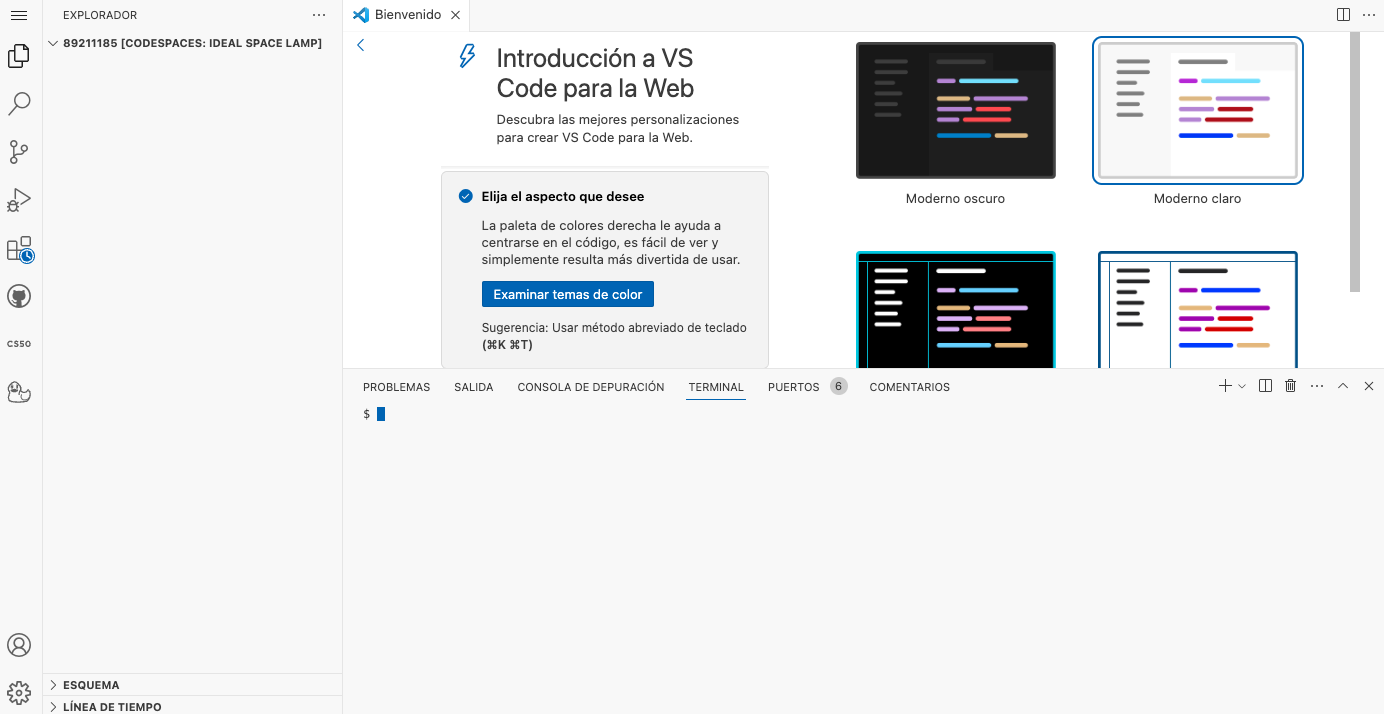 EXPLORADOR
89211185 [CODESPACES: IDEAL SPACE LAMP]
CSSO
ESQUEMA
LÍNEA DE TIEMPO
Bienvenido
Introducción a VS
Code para la Web
Descubra las mejores personalizaciones
para crear VS Code para la Web.
Elija el aspecto que desee
La paleta de colores derecha le ayuda a
centrarse en el código, es fácil de ver y
simplemente resulta más divertida de usar.
Examinar temas de color
Sugerencia: Usar método abreviado de teclado
(⌘K ⌘T)
Moderno oscuro
Moderno claro
PROBLEMAS SALIDA CONSOLA DE DEPURACIÓN TERMINAL PUERTOS 6 COMENTARIOS
$